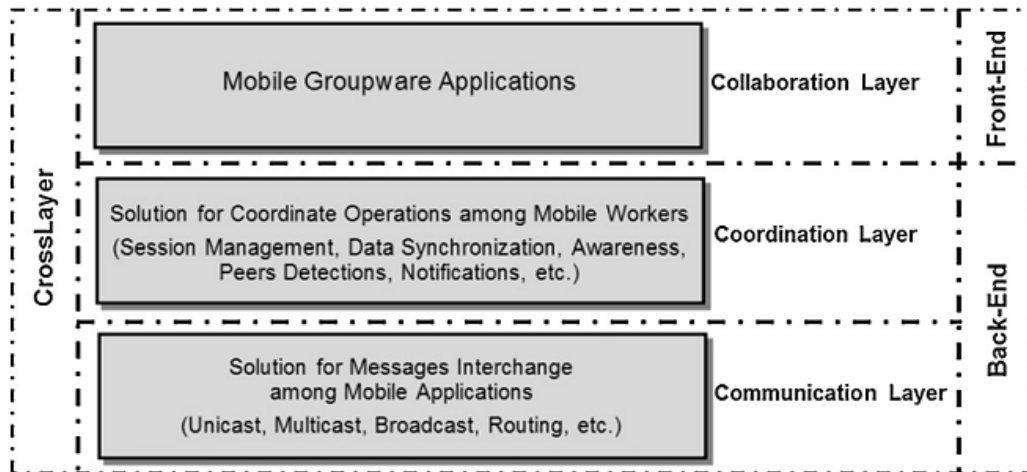 CrossLayer
Mobile Groupware Applications
Collaboration Layer
Front-End
Solution for Coordinate Operations among Mobile Workers
(Session Management, Data Synchronization, Awareness,
Peers Detections, Notifications, etc.)
Coordination Layer
Back-End
Solution for Messages Interchange
among Mobile Applications
(Unicast, Multicast, Broadcast, Routing, etc.)
Communication Layer